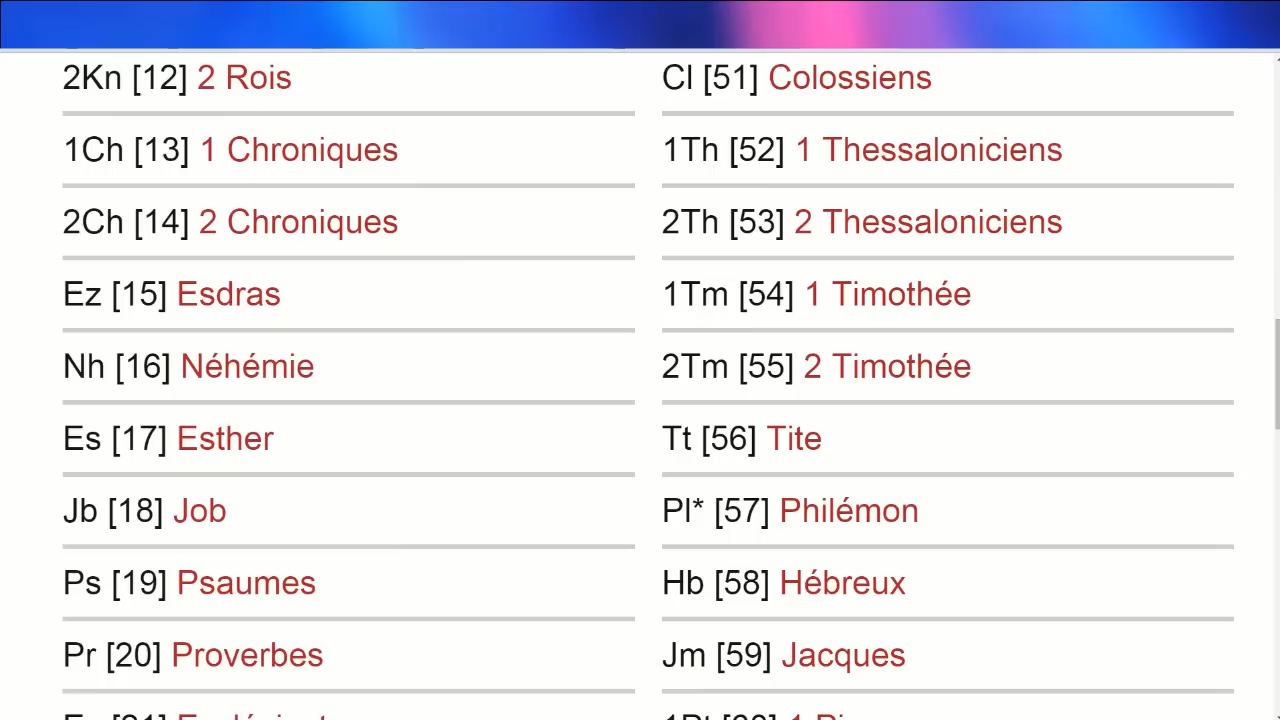 2Kn [12] 2 Rois
1Ch [13] 1 Chroniques
2Ch [14] 2 Chroniques
Ez [15] Esdras
Nh [16] Néhémie
Es [17] Esther
Jb [18] Job
Ps [19] Psaumes
Pr [20] Proverbes
Cl [51] Colossiens
1Th [52] 1 Thessaloniciens
2Th [53] 2 Thessaloniciens
1Tm [54] 1 Timothée
2Tm [55] 2 Timothée
Tt [56] Tite
Pl* [57] Philémon
Hb [58] Hébreux
Jm [59] Jacques